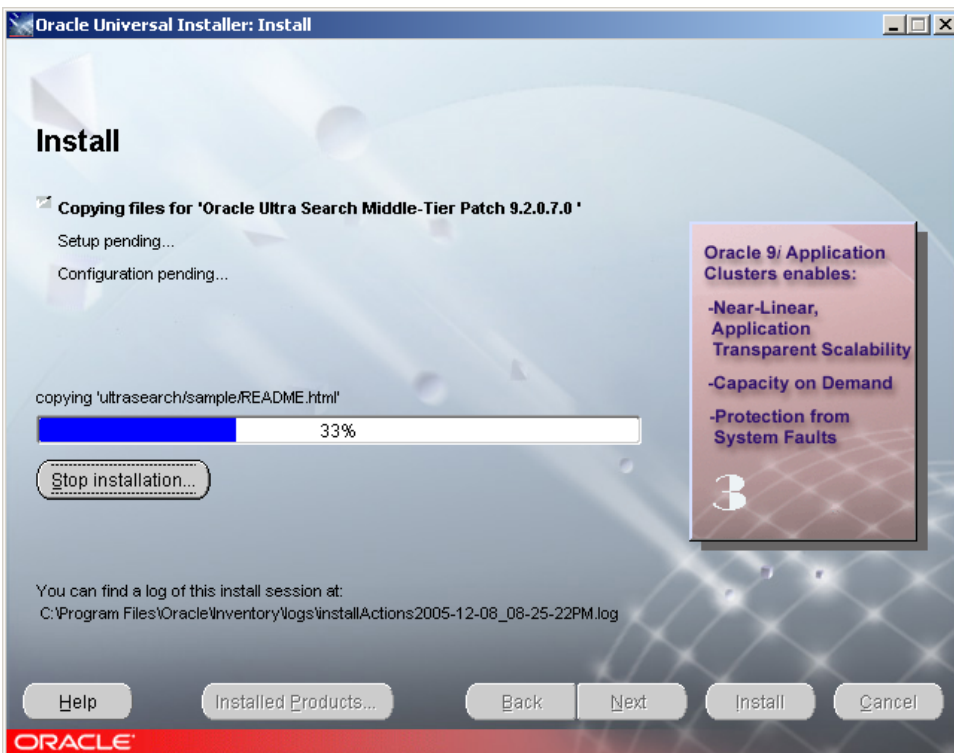 Oracle Universal Installer: Install
Install
Copying files for 'Oracle Ultra Search Middle-Tier Patch 9.2.0.7.0 '
Setup pending...
Configuration pending...
copying 'ultrasearch/sample/README.html'
33%
Stop installation...
Oracle 9i Application
Clusters enables:
-Near-Linear,
Application
Transparent Scalability
-Capacity on Demand
-Protection from
System Faults
3
You can find a log of this install session at:
C:\Program Files\Oracle\Inventory\logs\installActions2005-12-08_08-25-22PM.log
Help
Installed Products...
Back
Next
Install
Cancel
ORACLE